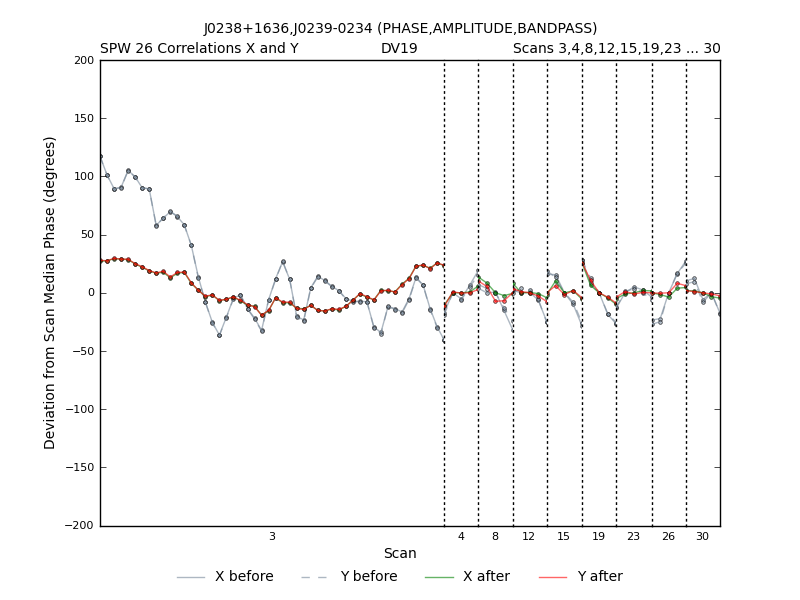 J0238+1636,J0239-0234 (PHASE,AMPLITUDE,BANDPASS)
SPW 26 Correlations X and Y DV19 Scans 3,4,8,12,15,19,23 ... 30
200
150
100
50
0
−50
−100
−150
−200
Deviation from Scan Median Phase (degrees)
3 4 8 12 15 19 23 26 30
Scan
X before Y before X after Y after